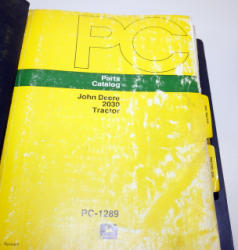 PC
Parts
Catalog
John Deere
2030
Tractor
PC-1289